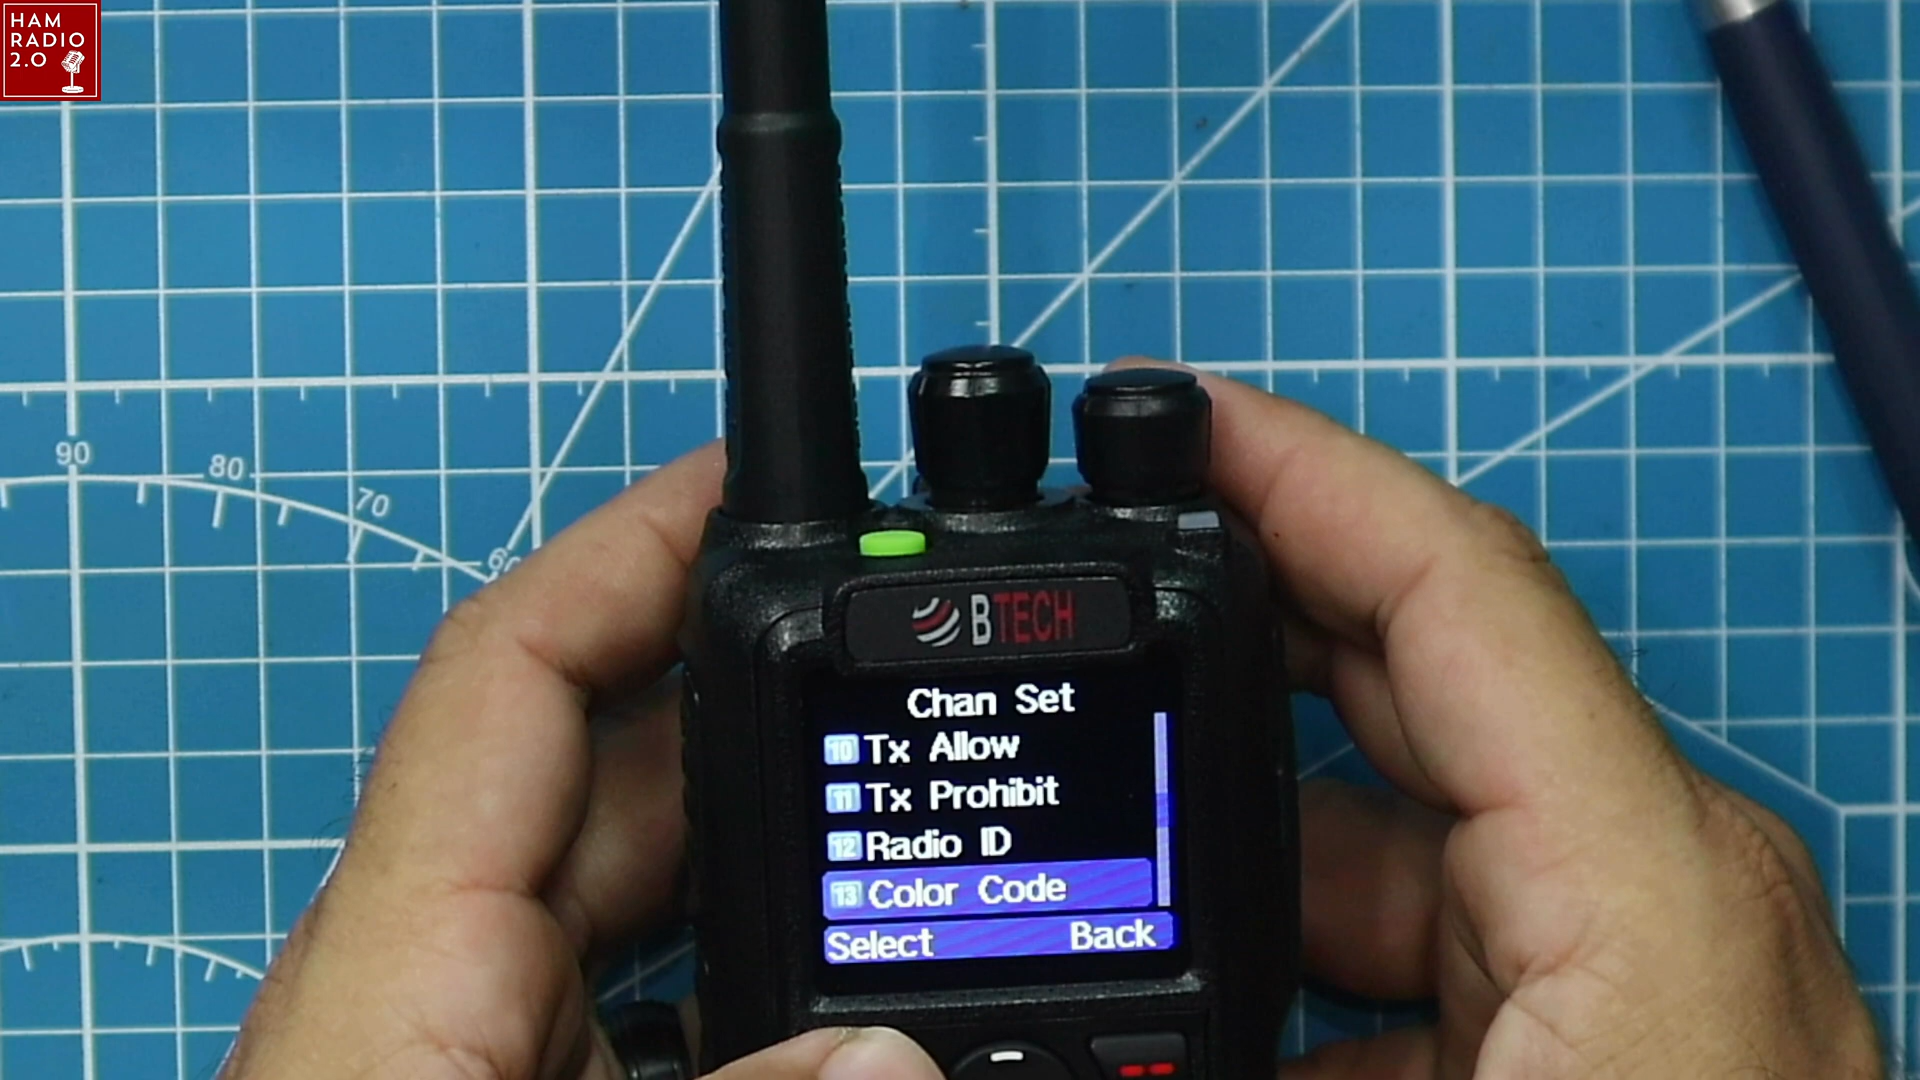 HAM
RADIO
2.0
90
80
70
60
BTECH
Chan Set
10 Tx Allow
11 Tx Prohibit
12 Radio ID
13 Color Code
Select Back